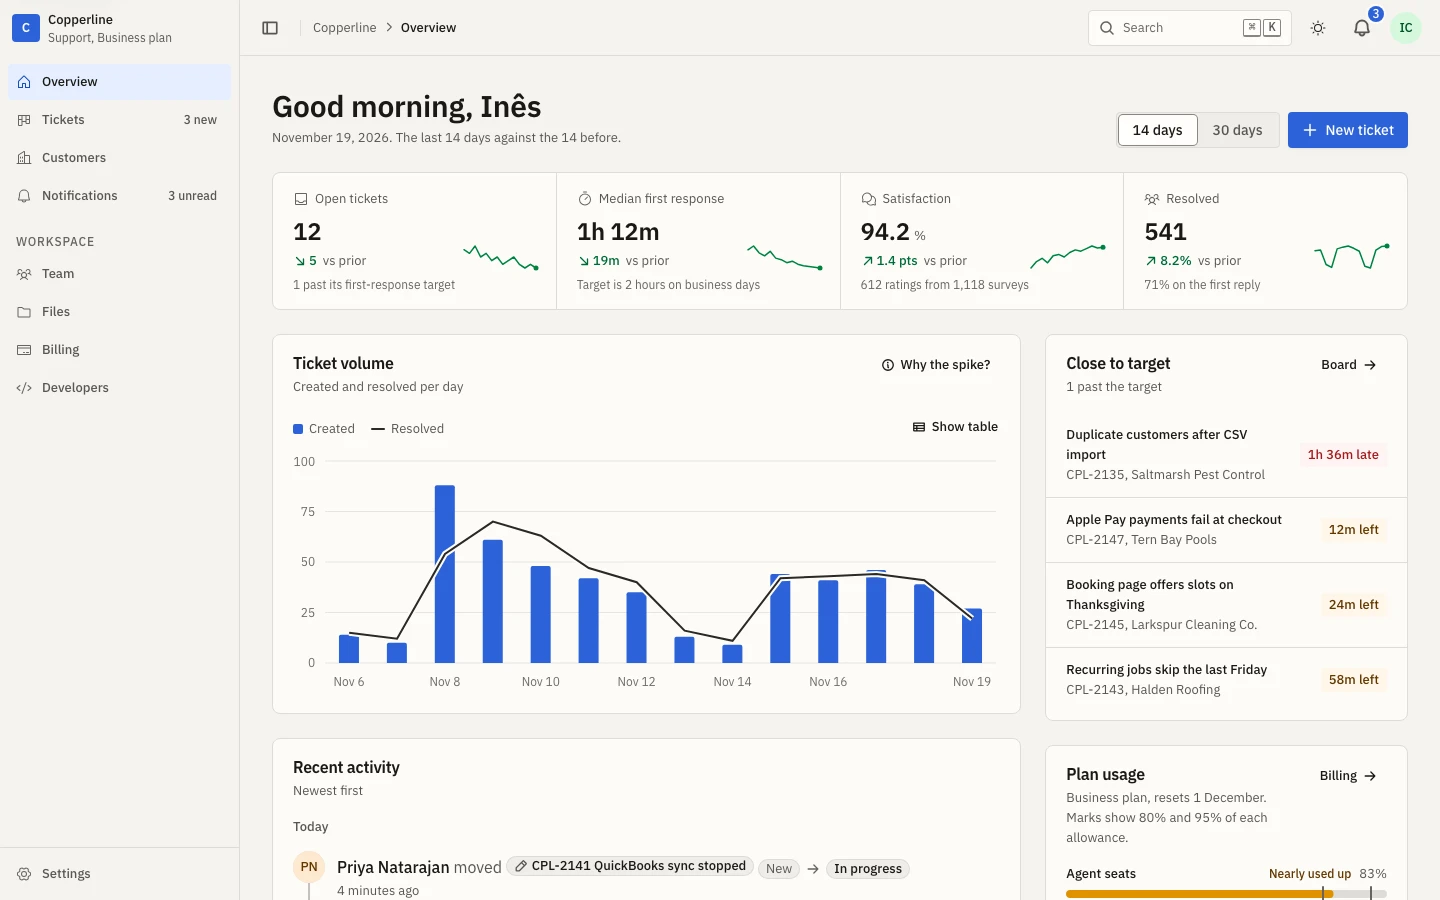 C
Copperline
Support, Business plan
Overview
Tickets
3 new
Customers
Notifications
3 unread
WORKSPACE
Team
Files
Billing
Developers
Settings
Copperline
Overview
Search
⌘ K
3
IC
Good morning, Inês
November 19, 2026. The last 14 days against the 14 before.
14 days
30 days
New ticket
Open tickets
12
5 vs prior
1 past its first-response target
Median first response
1h 12m
19m vs prior
Target is 2 hours on business days
Satisfaction
94.2 %
1.4 pts vs prior
612 ratings from 1,118 surveys
Resolved
541
8.2% vs prior
71% on the first reply
Ticket volume
Created and resolved per day
Why the spike?
Created
Resolved
Show table
100
75
50
25
0
Nov 6
Nov 8
Nov 10
Nov 12
Nov 14
Nov 16
Nov 19
Close to target
1 past the target
Board
Duplicate customers after CSV
import
CPL-2135, Saltmarsh Pest Control
1h 36m late
Apple Pay payments fail at checkout
CPL-2147, Tern Bay Pools
12m left
Booking page offers slots on
Thanksgiving
CPL-2145, Larkspur Cleaning Co.
24m left
Recurring jobs skip the last Friday
CPL-2143, Halden Roofing
58m left
Recent activity
Newest first
Today
PN
Priya Natarajan moved CPL-2141 QuickBooks sync stopped New → In progress
4 minutes ago
Plan usage
Billing
Business plan, resets 1 December.
Marks show 80% and 95% of each
allowance.
Agent seats
Nearly used up 83%